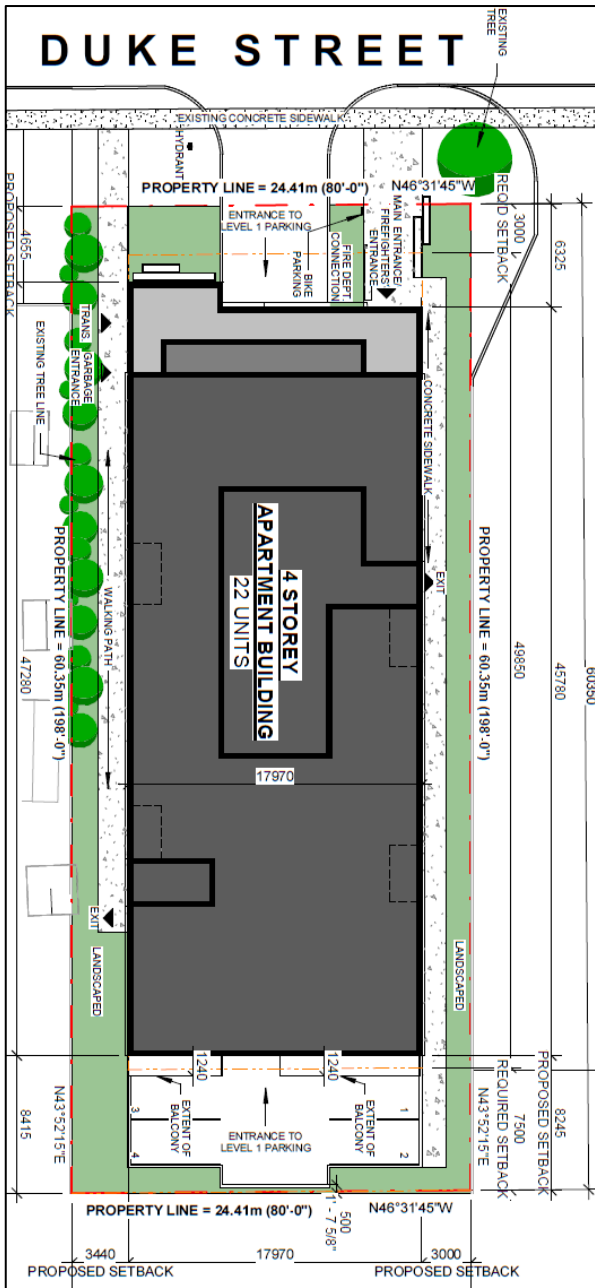 DUKE STREET
EXISTING
TREE
EXISTING CONCRETE SIDEWALK
HYDRANT
PROPERTY LINE = 24.41m (80'-0")
N46°31'45"W
REQ'D SETBACK
3000
6325
PROPOSED SETBACK
4655
ENTRANCE TO
LEVEL 1 PARKING
BIKE
PARKING
FIRE DEPT.
CONNECTION
MAIN ENTRANCE/
FIREFIGHTERS'
ENTRANCE
TRANS
GARBAGE
ENTRANCE
EXISTING TREE LINE
CONCRETE SIDEWALK
EXIT
4 STOREY
APARTMENT BUILDING
22 UNITS
PROPERTY LINE = 60.35m (198'-0")
WALKING PATH
47280
PROPERTY LINE = 60.35m (198'-0")
49850
45780
60350
17970
EXIT
LANDSCAPED
LANDSCAPED
1240
1240
EXTENT OF
BALCONY
EXTENT OF
BALCONY
3
4
1
2
ENTRANCE TO
LEVEL 1 PARKING
8415
N43°52'15"E
N43°52'15"E
REQUIRED SETBACK
7500
PROPOSED SETBACK
8245
500
1' - 7 5/8"
PROPERTY LINE = 24.41m (80'-0")
N46°31'45"W
3440
17970
3000
PROPOSED SETBACK
PROPOSED SETBACK